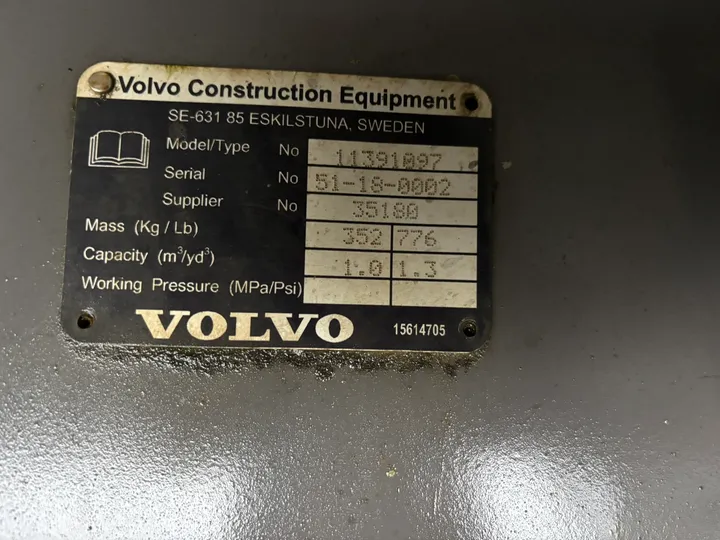 Volvo Construction Equipment
SE-631 85 ESKILSTUNA, SWEDEN
Model/Type No 11391097
Serial No 51-18-0002
Supplier No 35180
Mass (Kg / Lb) 352 776
Capacity (m³/yd³) 1.0 1.3
Working Pressure (MPa/Psi)
VOLVO 15614705